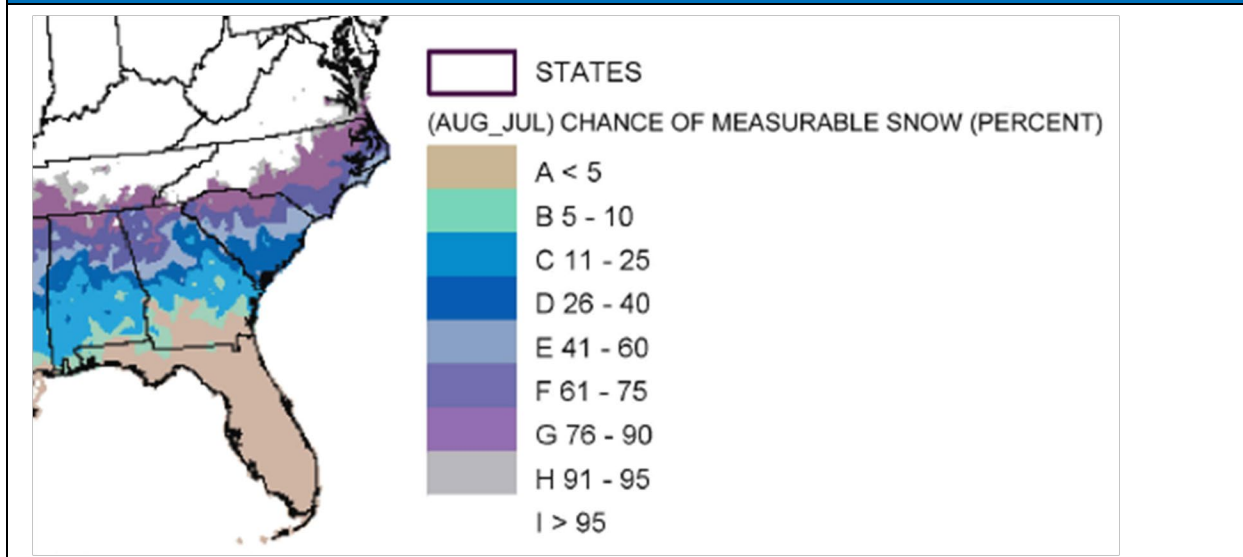 STATES
(AUG_JUL) CHANCE OF MEASURABLE SNOW (PERCENT)
A < 5
B 5 - 10
C 11 - 25
D 26 - 40
E 41 - 60
F 61 - 75
G 76 - 90
H 91 - 95
I > 95